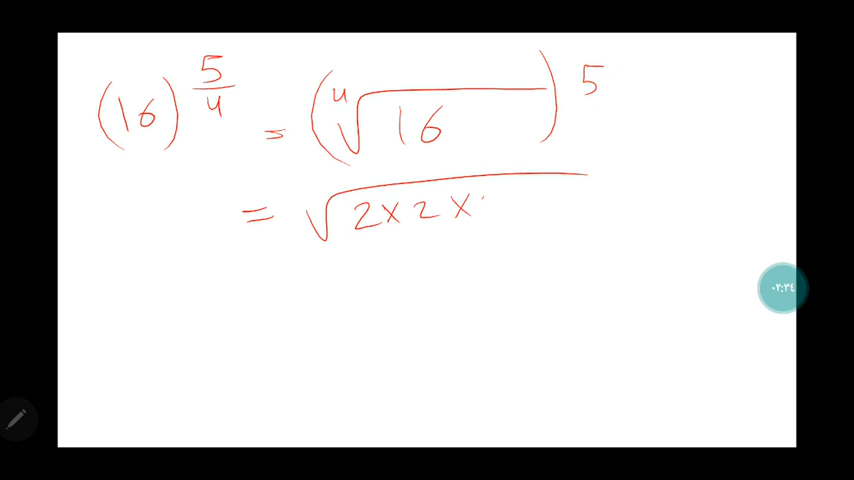 (16)^(5/4) = (⁴√16)^5
= √2×2×
٠٢:٣٤